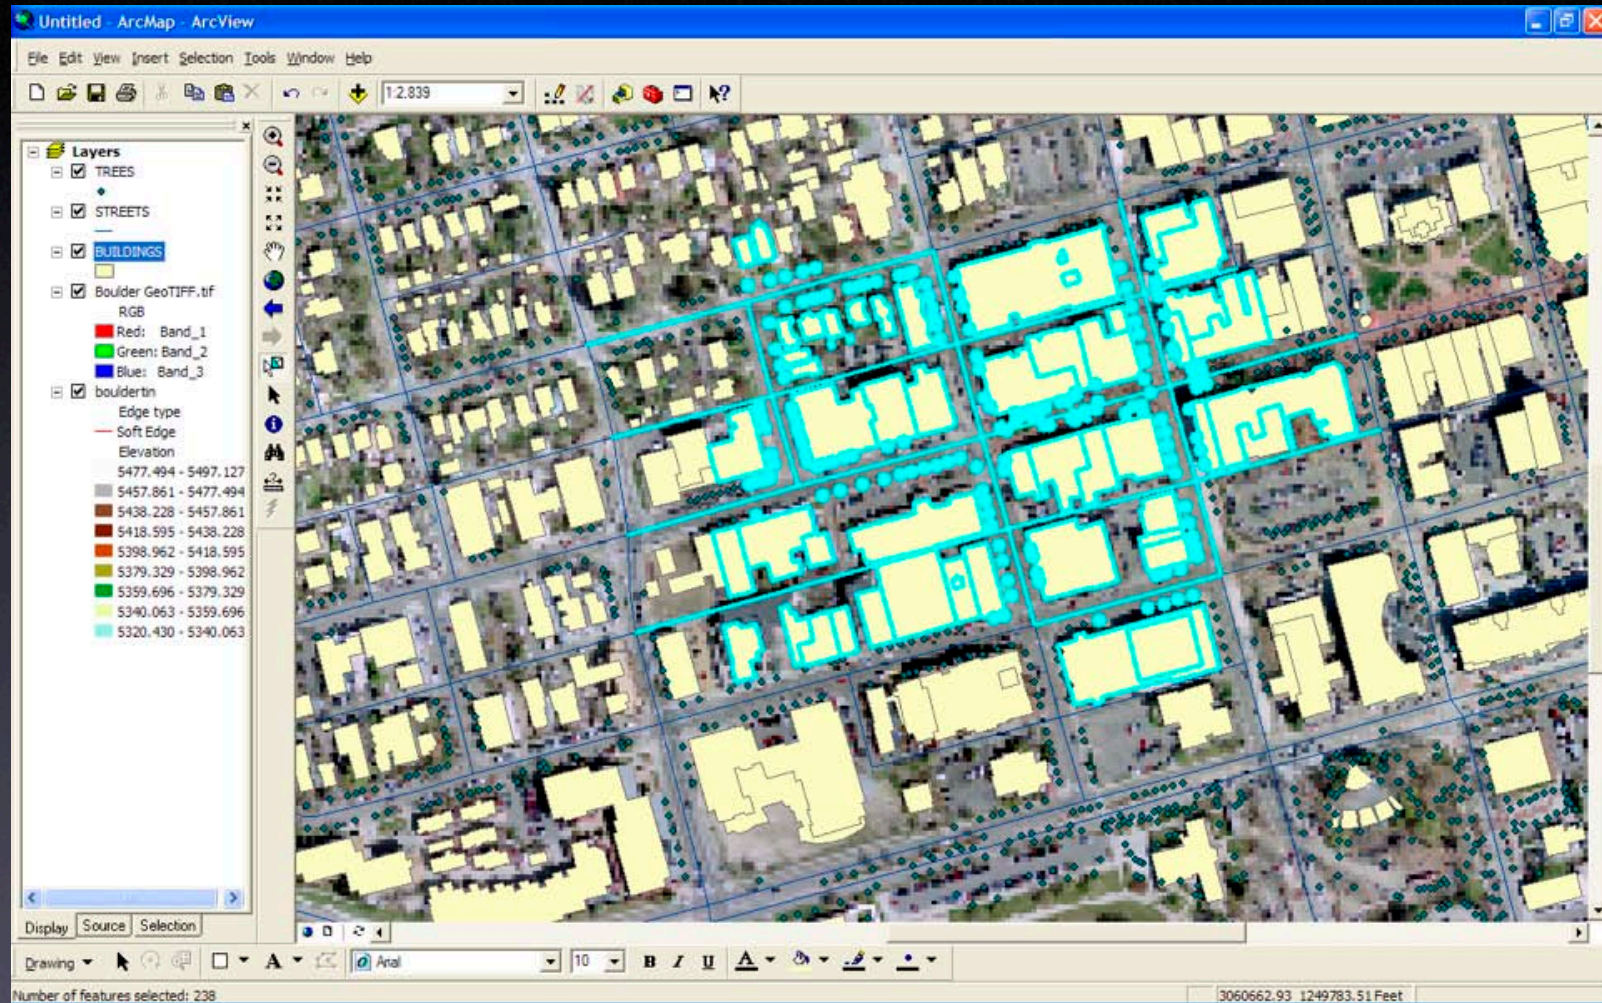 Untitled - ArcMap - ArcView
File Edit View Insert Selection Tools Window Help
1:2,839
Layers
TREES
STREETS
BUILDINGS
Boulder GeoTIFF.tif
RGB
Red: Band_1
Green: Band_2
Blue: Band_3
bouldertin
Edge type
Soft Edge
Elevation
5477.494 - 5497.127
5457.861 - 5477.494
5438.228 - 5457.861
5418.595 - 5438.228
5398.962 - 5418.595
5379.329 - 5398.962
5359.696 - 5379.329
5340.063 - 5359.696
5320.430 - 5340.063
Display Source Selection
Drawing A Arial 10 B I U A
Number of features selected: 238
3060662.93 1249783.51 Feet